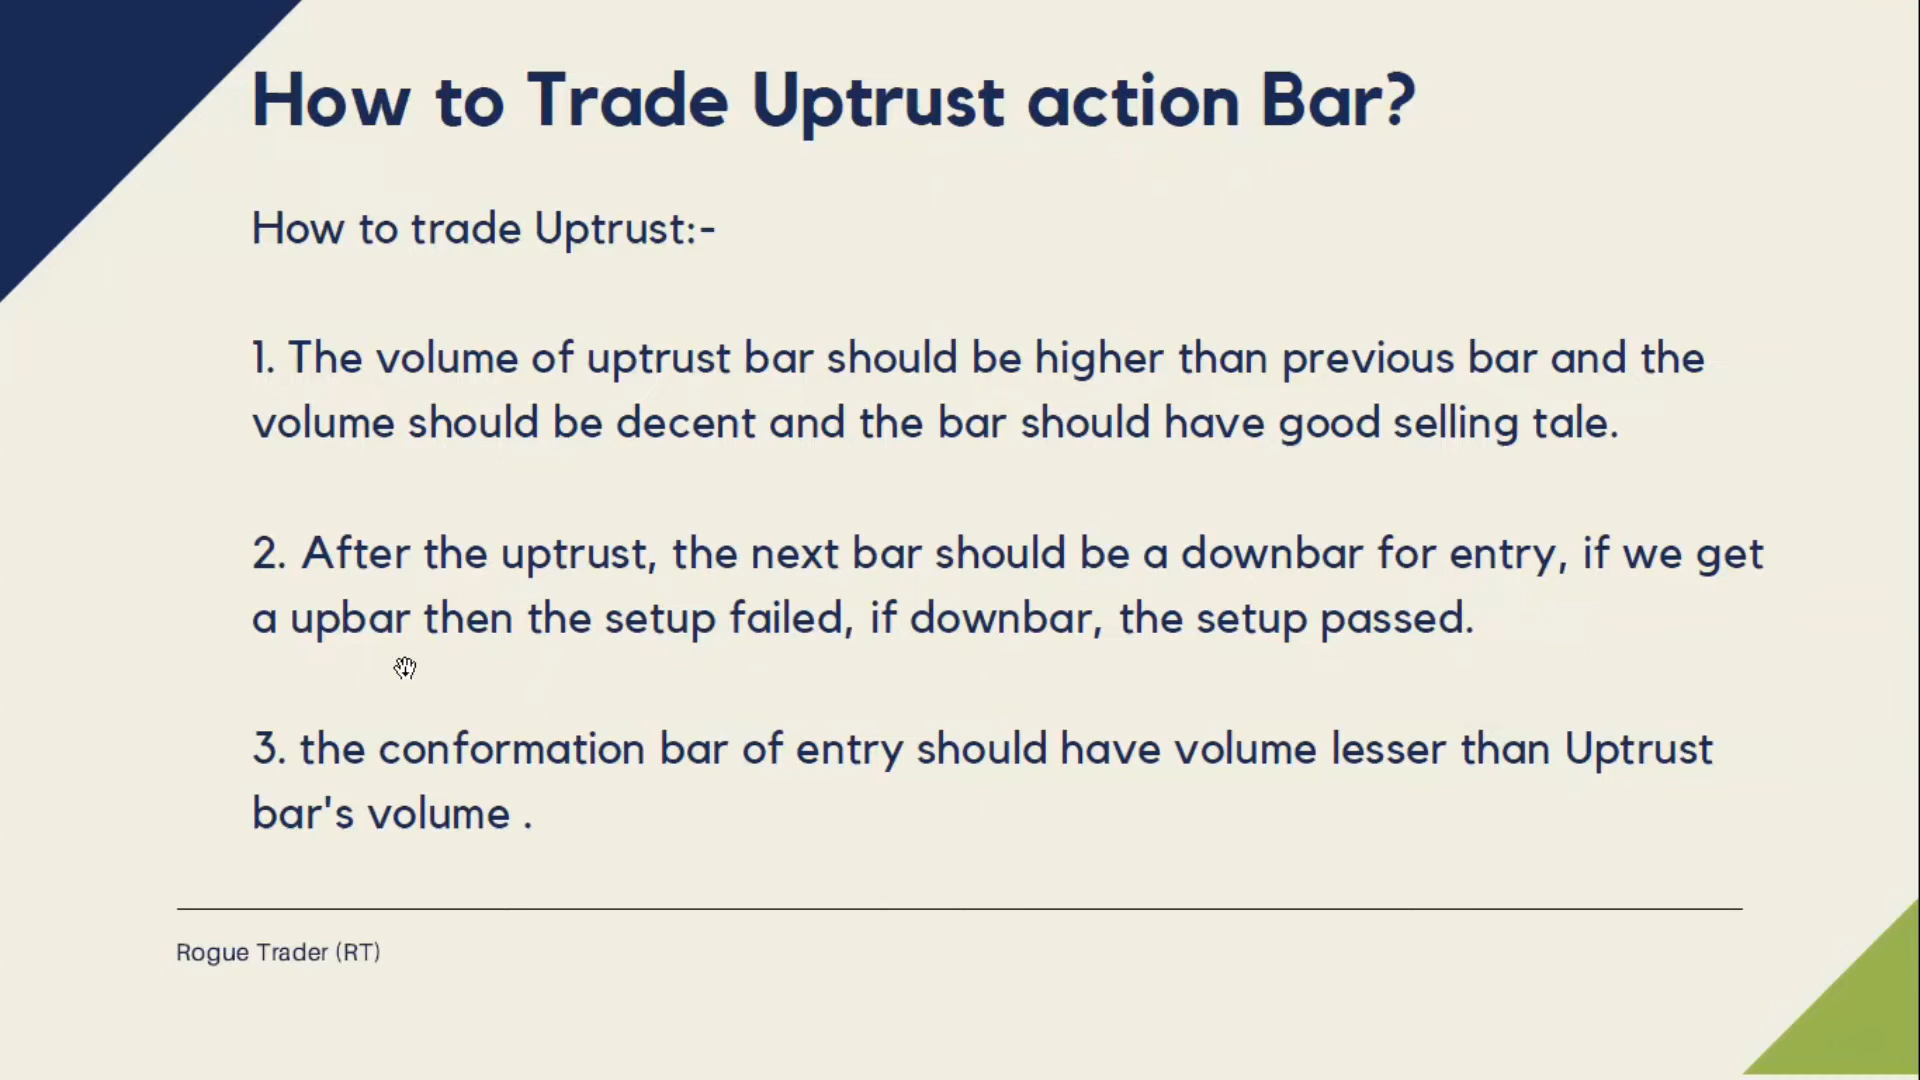 How to Trade Uptrust action Bar?
How to trade Uptrust:-
1. The volume of uptrust bar should be higher than previous bar and the
volume should be decent and the bar should have good selling tale.
2. After the uptrust, the next bar should be a downbar for entry, if we get
a upbar then the setup failed, if downbar, the setup passed.
3. the conformation bar of entry should have volume lesser than Uptrust
bar's volume .
Rogue Trader (RT)